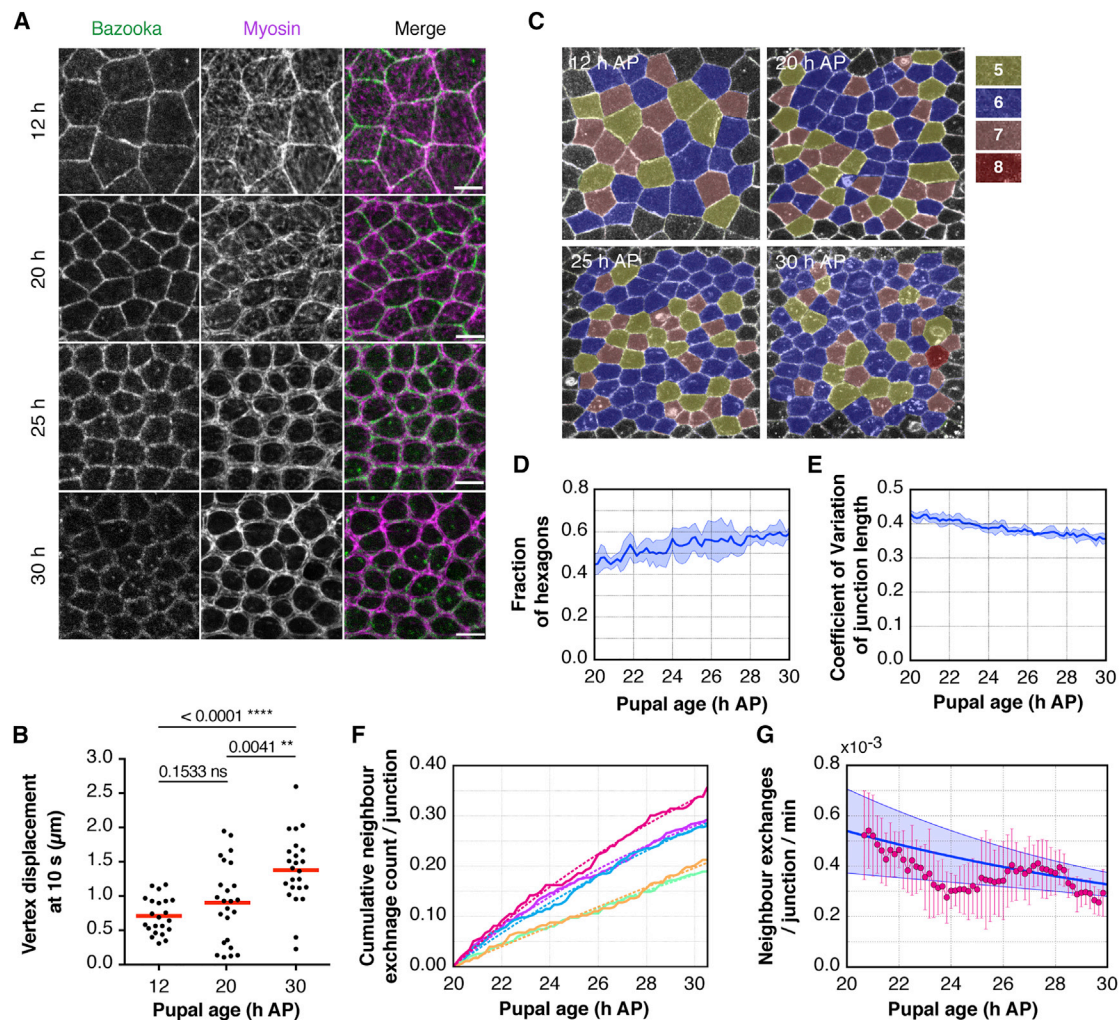 A
Bazooka Myosin Merge
12 h
20 h
25 h
30 h
B
< 0.0001 ****
0.0041 **
0.1533 ns
Vertex displacement
at 10 s (µm)
3.0
2.5
2.0
1.5
1.0
0.5
0.0
12 20 30
Pupal age (h AP)
C
12 h AP 20 h AP
25 h AP 30 h AP
5
6
7
8
D
Fraction
of hexagons
0.8
0.6
0.4
0.2
0.0
20 22 24 26 28 30
Pupal age (h AP)
E
Coefficient of Variation
of junction length
0.5
0.4
0.3
0.2
0.1
0.0
20 22 24 26 28 30
Pupal age (h AP)
F
Cumulative neighbour
exchnage count / junction
0.40
0.30
0.20
0.10
0.00
20 22 24 26 28 30
Pupal age (h AP)
G
x10-3
Neighbour exchanges
/ junction / min
0.8
0.6
0.4
0.2
0.0
20 22 24 26 28 30
Pupal age (h AP)